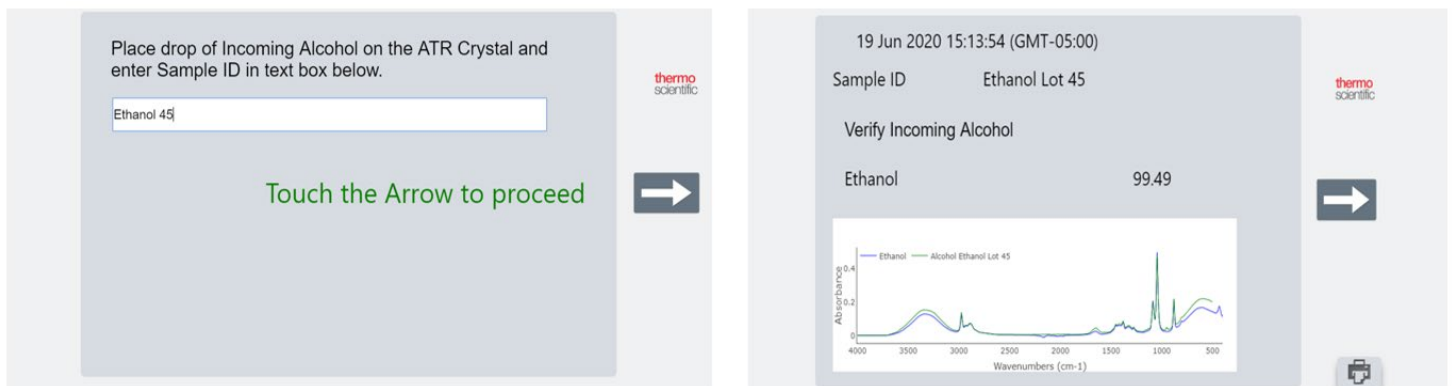 Place drop of Incoming Alcohol on the ATR Crystal and
enter Sample ID in text box below.
Ethanol 45
Touch the Arrow to proceed
thermo
scientific
19 Jun 2020 15:13:54 (GMT-05:00)
Sample ID Ethanol Lot 45
Verify Incoming Alcohol
Ethanol 99.49
Ethanol Alcohol Ethanol Lot 45
Absorbance
0.4
0.2
0
4000 3500 3000 2500 2000 1500 1000 500
Wavenumbers (cm-1)
thermo
scientific